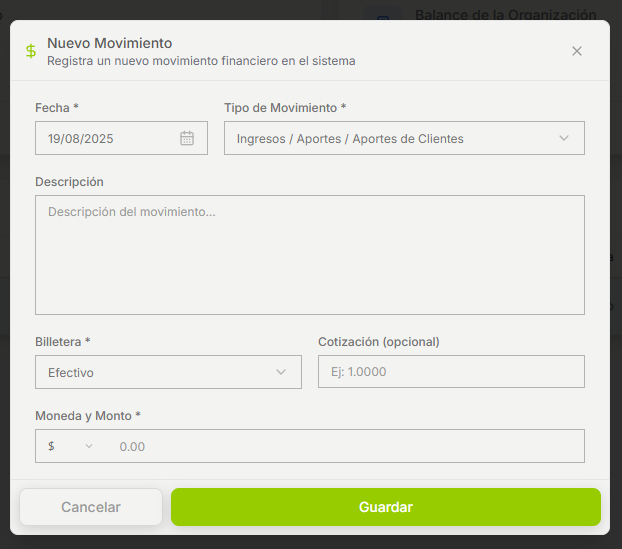 Balance de la Organización
$
Nuevo Movimiento
Registra un nuevo movimiento financiero en el sistema
Fecha *
Tipo de Movimiento *
19/08/2025
Ingresos / Aportes / Aportes de Clientes
Descripción
Descripción del movimiento...
Billetera *
Cotización (opcional)
Efectivo
Ej: 1.0000
Moneda y Monto *
$
0.00
Cancelar
Guardar